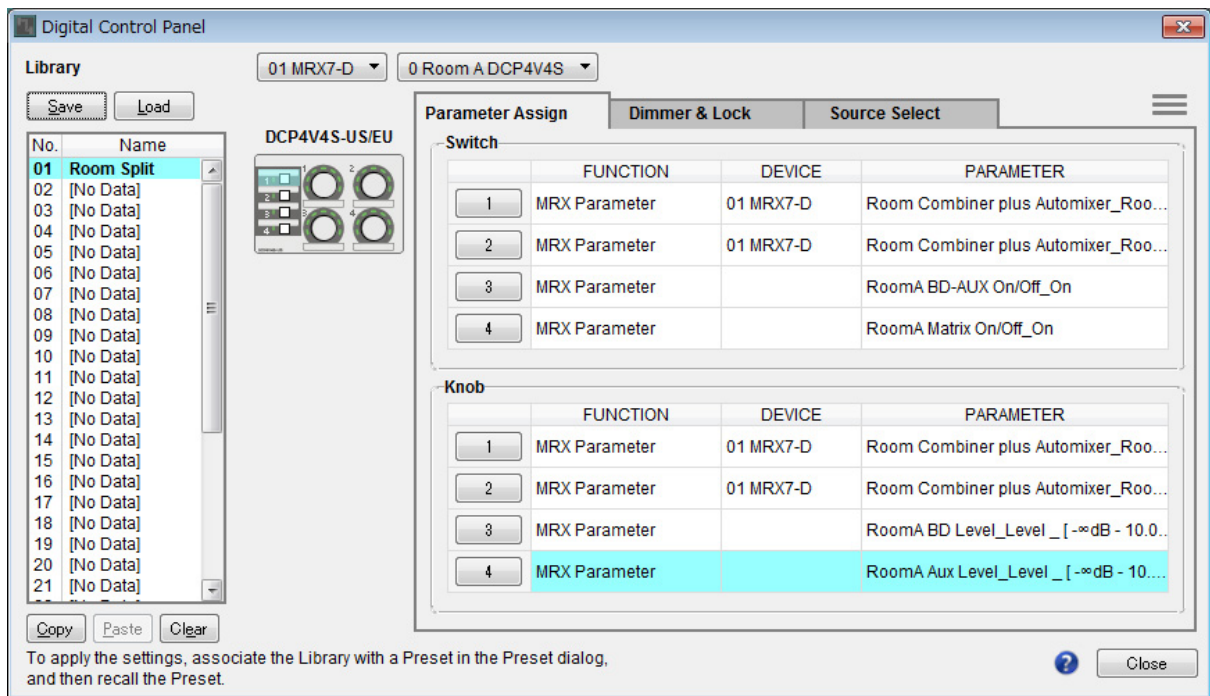 Digital Control Panel
Library
01 MRX7-D
0 Room A DCP4V4S
Save Load
Parameter Assign Dimmer & Lock Source Select
No. Name
01 Room Split
02 [No Data]
03 [No Data]
04 [No Data]
05 [No Data]
06 [No Data]
07 [No Data]
08 [No Data]
09 [No Data]
10 [No Data]
11 [No Data]
12 [No Data]
13 [No Data]
14 [No Data]
15 [No Data]
16 [No Data]
17 [No Data]
18 [No Data]
19 [No Data]
20 [No Data]
21 [No Data]
Copy Paste Clear
DCP4V4S-US/EU
1 2
1
2
3 3 4
4
Switch
FUNCTION DEVICE PARAMETER
1 MRX Parameter 01 MRX7-D Room Combiner plus Automixer_Roo...
2 MRX Parameter 01 MRX7-D Room Combiner plus Automixer_Roo...
3 MRX Parameter RoomA BD-AUX On/Off_On
4 MRX Parameter RoomA Matrix On/Off_On
Knob
FUNCTION DEVICE PARAMETER
1 MRX Parameter 01 MRX7-D Room Combiner plus Automixer_Roo...
2 MRX Parameter 01 MRX7-D Room Combiner plus Automixer_Roo...
3 MRX Parameter RoomA BD Level_Level _ [ -∞dB - 10.0..
4 MRX Parameter RoomA Aux Level_Level _ [ -∞dB - 10....
To apply the settings, associate the Library with a Preset in the Preset dialog,
and then recall the Preset.
? Close